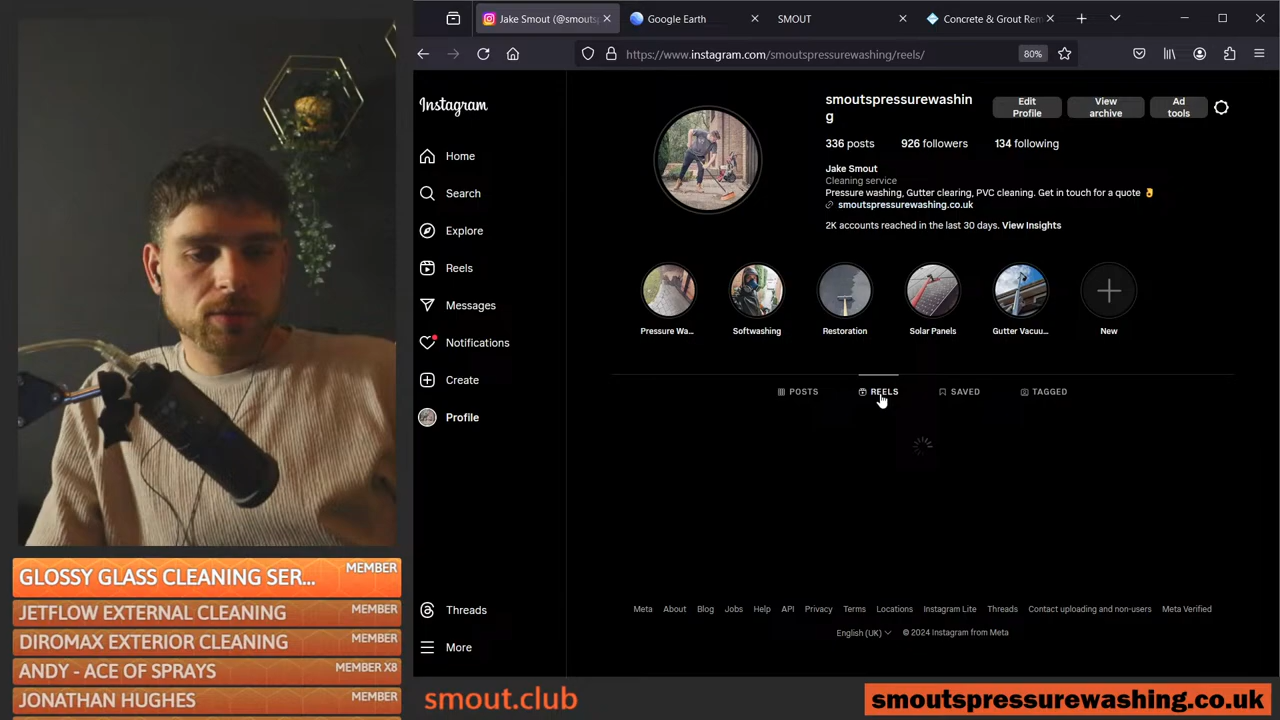 Jake Smout (@smouts
Google Earth
SMOUT
Concrete & Grout Rem
https://www.instagram.com/smoutspressurewashing/reels/
80%
Instagram
Home
Search
Explore
Reels
Messages
Notifications
Create
Profile
Threads
More
smoutspressurewashin
g
Edit
Profile
View
archive
Ad
tools
336 posts
926 followers
134 following
Jake Smout
Cleaning service
Pressure washing, Gutter clearing, PVC cleaning. Get in touch for a quote 👌
smoutspressurewashing.co.uk
2K accounts reached in the last 30 days. View Insights
Pressure Wa...
Softwashing
Restoration
Solar Panels
Gutter Vacuu...
New
POSTS
REELS
SAVED
TAGGED
Meta About Blog Jobs Help API Privacy Terms Locations Instagram Lite Threads Contact uploading and non-users Meta Verified
English (UK) © 2024 Instagram from Meta
GLOSSY GLASS CLEANING SER... MEMBER
JETFLOW EXTERNAL CLEANING MEMBER
DIROMAX EXTERIOR CLEANING MEMBER
ANDY - ACE OF SPRAYS MEMBER X8
JONATHAN HUGHES MEMBER
smout.club
smoutspressurewashing.co.uk